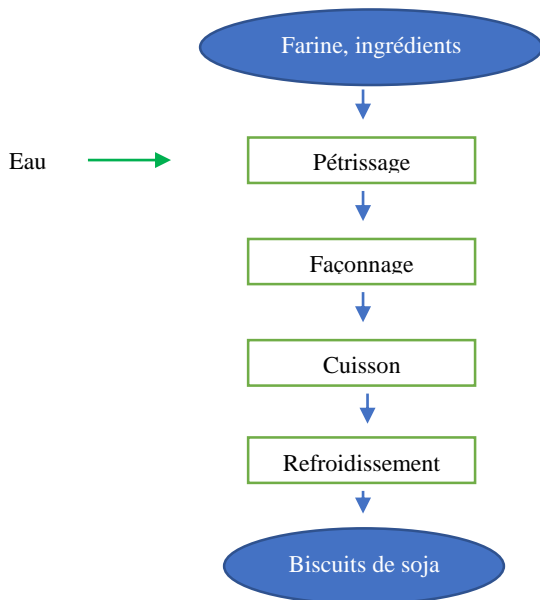 Farine, ingrédients
Eau
Pétrissage
Façonnage
Cuisson
Refroidissement
Biscuits de soja